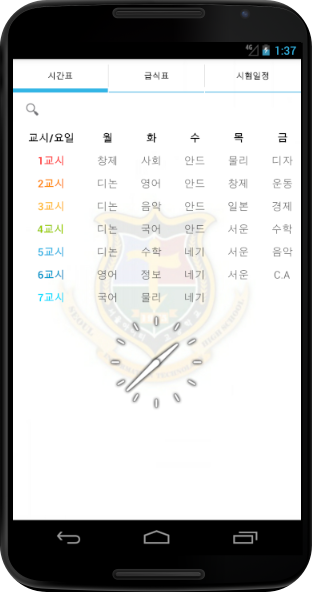 4G 1:37
시간표 급식표 시험일정
교시/요일 월 화 수 목 금
1교시 창제 사회 안드 물리 디자
2교시 디논 영어 안드 창제 운동
3교시 디논 음악 안드 일본 경제
4교시 디논 국어 안드 서운 수학
5교시 디논 수학 네기 서운 음악
6교시 영어 정보 네기 서운 C.A
7교시 국어 물리 네기